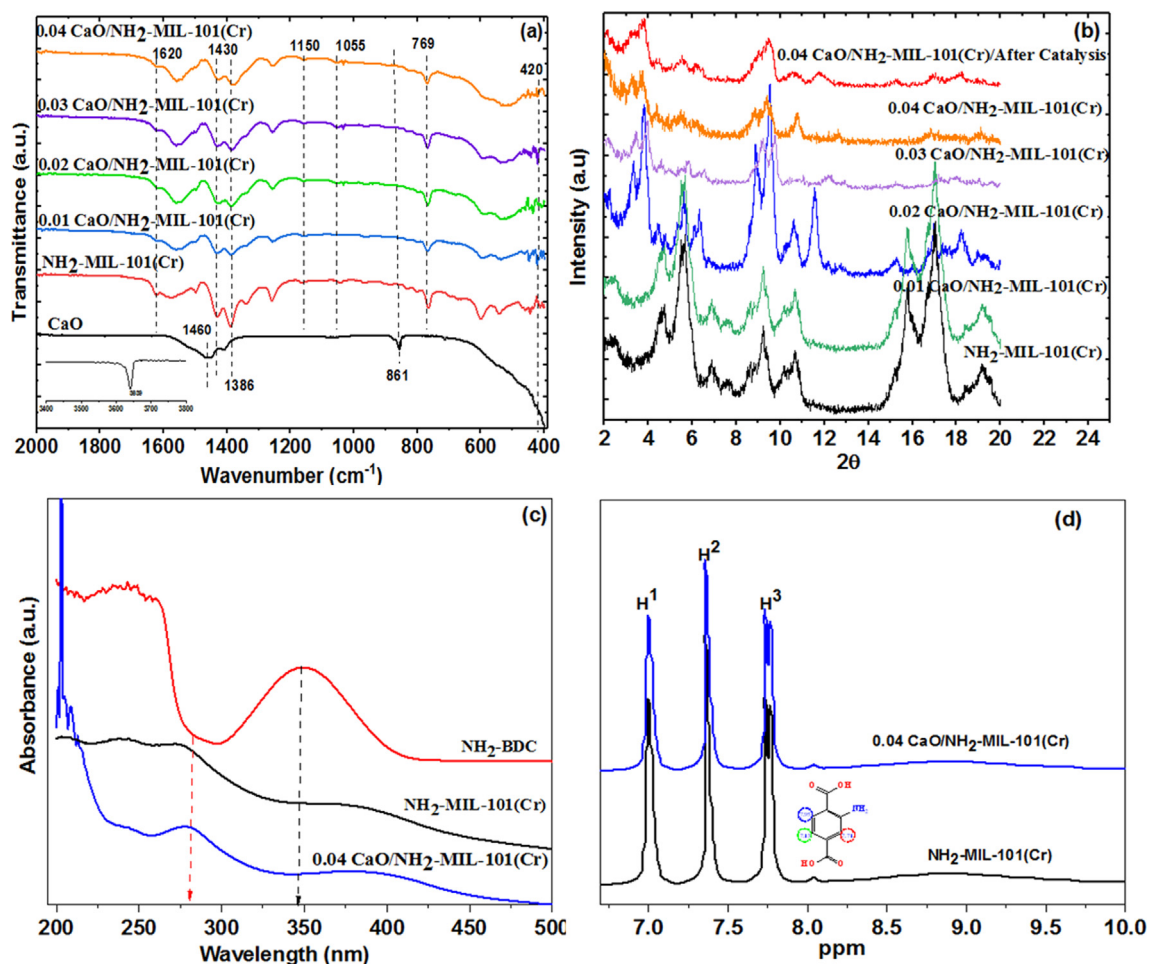 (a)
0.04 CaO/NH2-MIL-101(Cr)
1620 1430 1150 1055 769
420
0.03 CaO/NH2-MIL-101(Cr)
0.02 CaO/NH2-MIL-101(Cr)
0.01 CaO/NH2-MIL-101(Cr)
NH2-MIL-101(Cr)
CaO
1460
1386
861
3400 3500 3600 3700 3800
Transmittance (a.u.)
2000 1800 1600 1400 1200 1000 800 600 400
Wavenumber (cm-1)
(b)
0.04 CaO/NH2-MIL-101(Cr)/After Catalysis
0.04 CaO/NH2-MIL-101(Cr)
0.03 CaO/NH2-MIL-101(Cr)
0.02 CaO/NH2-MIL-101(Cr)
0.01 CaO/NH2-MIL-101(Cr)
NH2-MIL-101(Cr)
Intensity (a.u)
2 4 6 8 10 12 14 16 18 20 22 24
2θ
(c)
NH2-BDC
NH2-MIL-101(Cr)
0.04 CaO/NH2-MIL-101(Cr)
Absorbance (a.u.)
200 250 300 350 400 450 500
Wavelength (nm)
(d)
H1
H2
H3
0.04 CaO/NH2-MIL-101(Cr)
O
OH
NH2
HO
O
NH2-MIL-101(Cr)
7.0 7.5 8.0 8.5 9.0 9.5 10.0
ppm